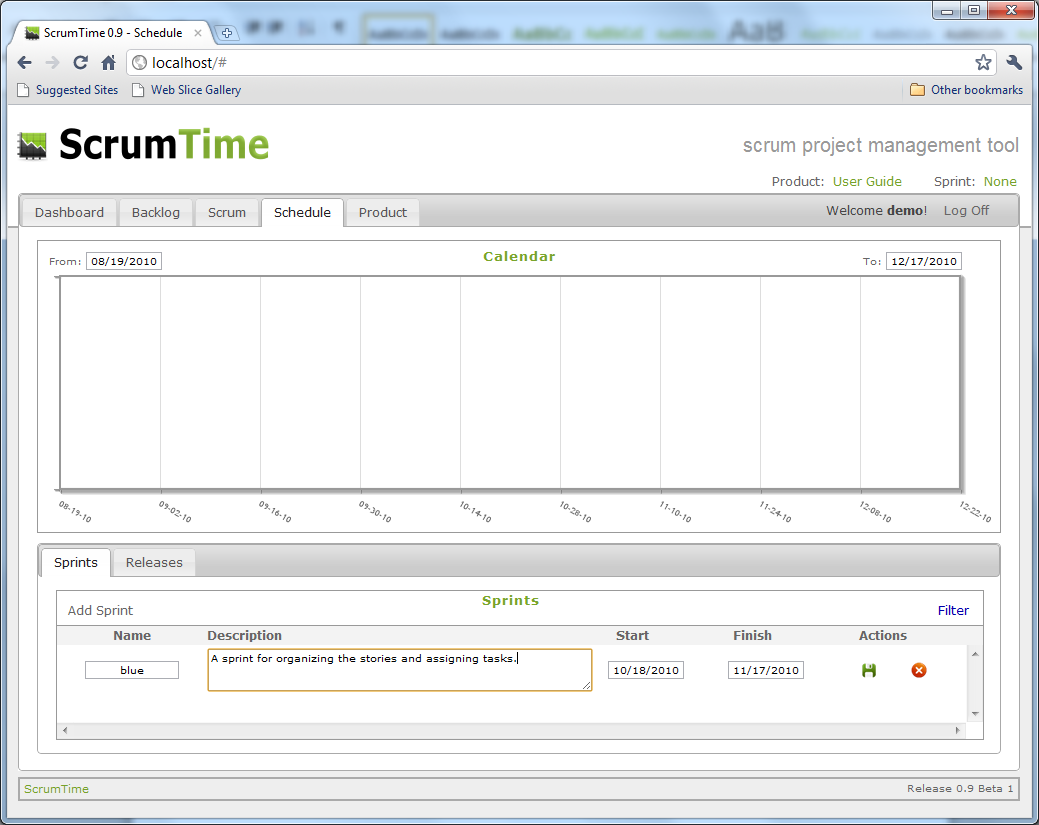 ScrumTime 0.9 - Schedule
localhost/#
Suggested Sites Web Slice Gallery Other bookmarks
ScrumTime
scrum project management tool
Product: User Guide Sprint: None
Dashboard Backlog Scrum Schedule Product Welcome demo! Log Off
From: 08/19/2010 Calendar To: 12/17/2010
08-19-10 09-02-10 09-16-10 09-30-10 10-14-10 10-28-10 11-10-10 11-24-10 12-08-10 12-22-10
Sprints Releases
Add Sprint Sprints Filter
Name Description Start Finish Actions
blue A sprint for organizing the stories and assigning tasks. 10/18/2010 11/17/2010
ScrumTime Release 0.9 Beta 1